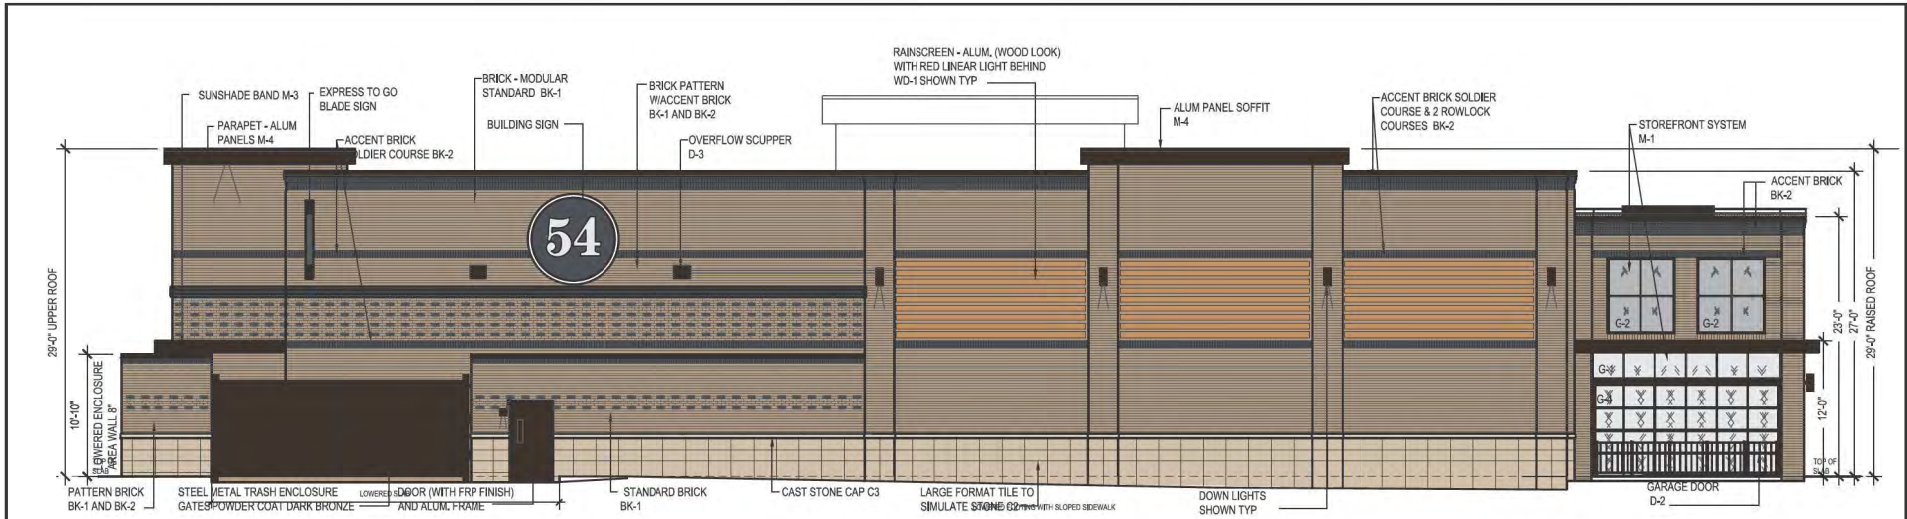 RAINSCREEN - ALUM. (WOOD LOOK)
WITH RED LINEAR LIGHT BEHIND
WD-1 SHOWN TYP
BRICK - MODULAR
STANDARD BK-1
BRICK PATTERN
W/ACCENT BRICK
BK-1 AND BK-2
SUNSHADE BAND M-3
EXPRESS TO GO
BLADE SIGN
ACCENT BRICK SOLDIER
COURSE & 2 ROWLOCK
COURSES BK-2
ALUM PANEL SOFFIT
M-4
PARAPET - ALUM
PANELS M-4
BUILDING SIGN
STOREFRONT SYSTEM
M-1
ACCENT BRICK
SOLDIER COURSE BK-2
OVERFLOW SCUPPER
D-3
ACCENT BRICK
BK-2
54
29'-0" UPPER ROOF
10'-10"
LOWERED ENCLOSURE
AREA WALL 8"
G-2
G-2
23'-0"
27'-0"
29'-0" RAISED ROOF
12'-0"
TOP OF
SLAB
PATTERN BRICK
BK-1 AND BK-2
STEEL METAL TRASH ENCLOSURE
GATES POWDER COAT DARK BRONZE
LOWERED
DOOR (WITH FRP FINISH)
AND ALUM. FRAME
STANDARD BRICK
BK-1
CAST STONE CAP C3
LARGE FORMAT TILE TO
SIMULATE STONE C2
WITH SLOPED SIDEWALK
DOWN LIGHTS
SHOWN TYP
GARAGE DOOR
D-2